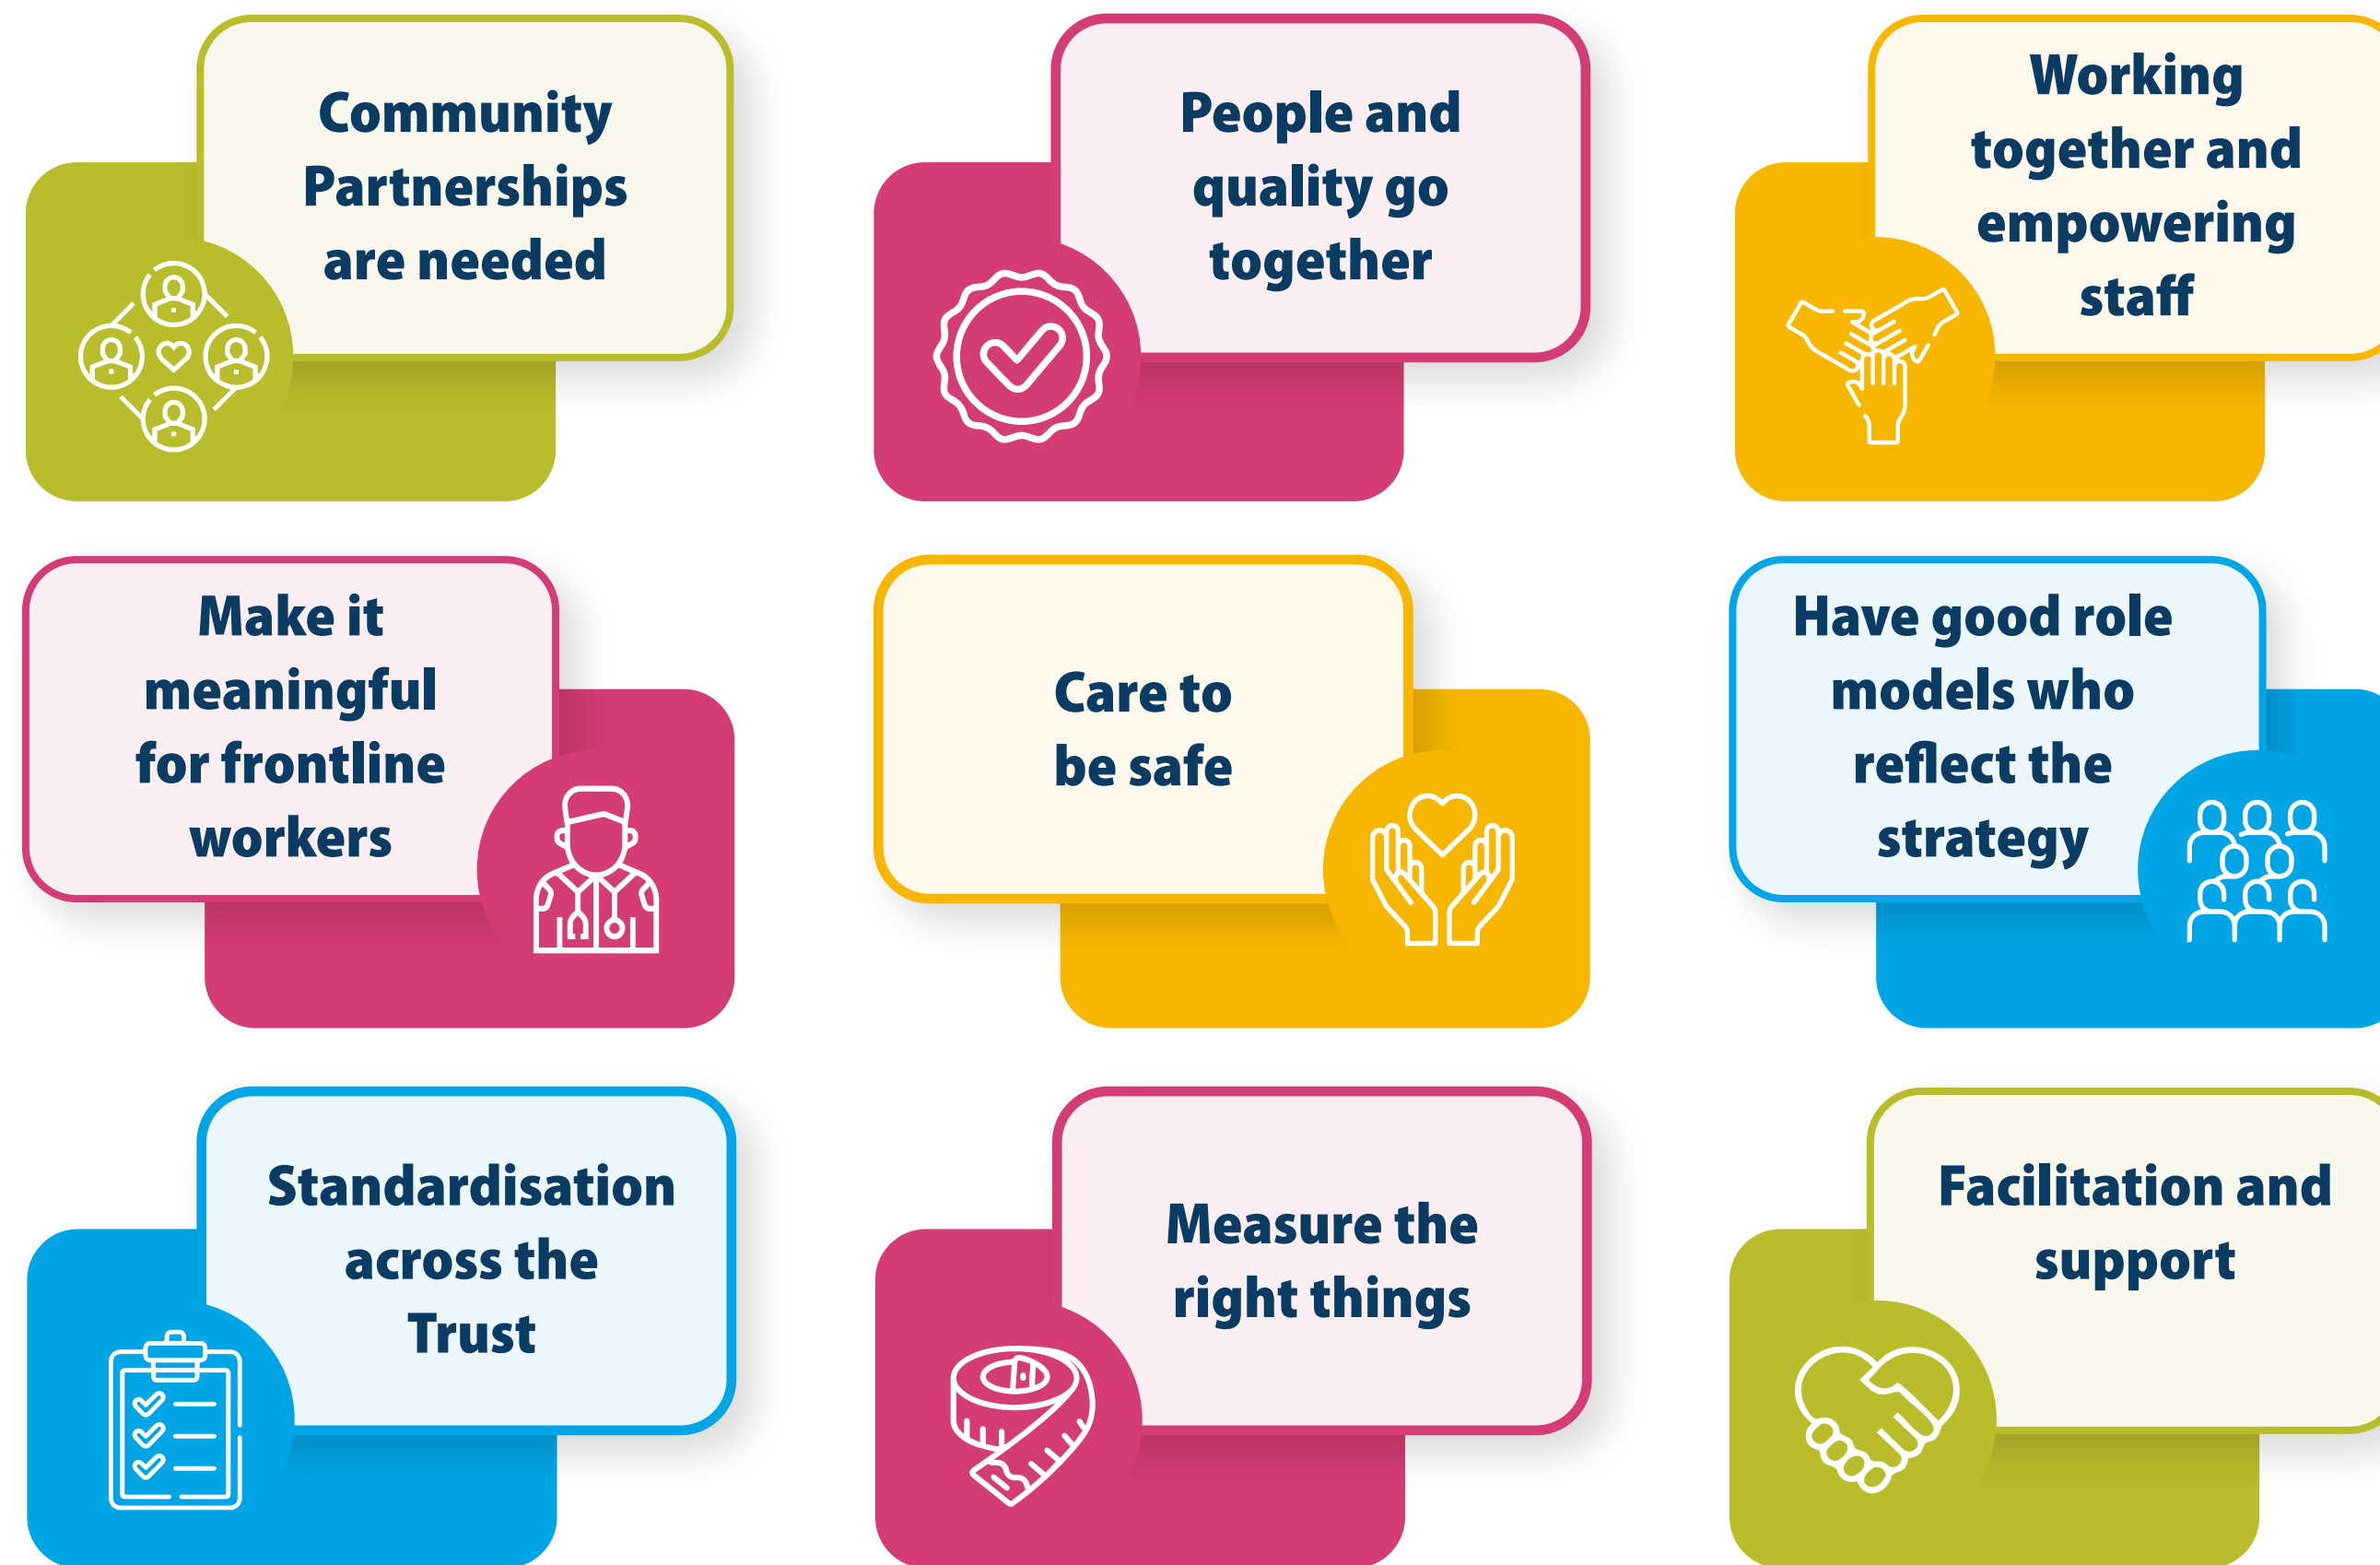 Community
Partnerships
are needed
People and
quality go
together
Working
together and
empowering
staff
Make it
meaningful
for frontline
workers
Care to
be safe
Have good role
models who
reflect the
strategy
Standardisation
across the
Trust
Measure the
right things
Facilitation and
support